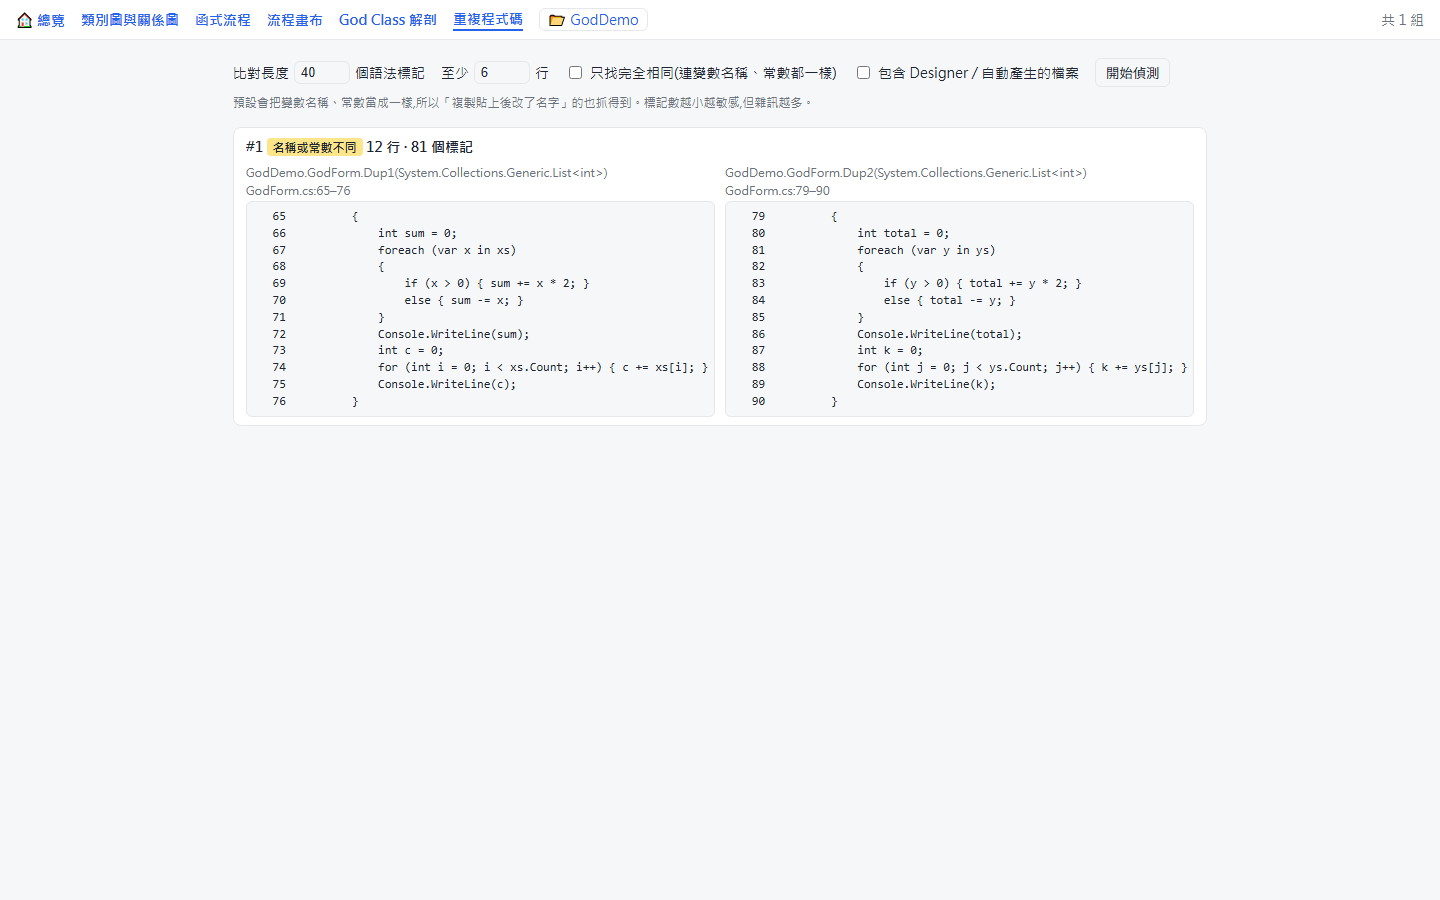 總覽 類別圖與關係圖 函式流程 流程畫布 God Class 解剖 重複程式碼 GodDemo 共 1 組
比對長度 40 個語法標記 至少 6 行 只找完全相同(連變數名稱、常數都一樣) 包含 Designer / 自動產生的檔案 開始偵測
預設會把變數名稱、常數當成一樣,所以「複製貼上後改了名字」的也抓得到。標記數越小越敏感,但雜訊越多。
#1 名稱或常數不同 12 行 · 81 個標記
GodDemo.GodForm.Dup1(System.Collections.Generic.List<int>)
GodForm.cs:65–76
65 {
66 int sum = 0;
67 foreach (var x in xs)
68 {
69 if (x > 0) { sum += x * 2; }
70 else { sum -= x; }
71 }
72 Console.WriteLine(sum);
73 int c = 0;
74 for (int i = 0; i < xs.Count; i++) { c += xs[i]; }
75 Console.WriteLine(c);
76 }
GodDemo.GodForm.Dup2(System.Collections.Generic.List<int>)
GodForm.cs:79–90
79 {
80 int total = 0;
81 foreach (var y in ys)
82 {
83 if (y > 0) { total += y * 2; }
84 else { total -= y; }
85 }
86 Console.WriteLine(total);
87 int k = 0;
88 for (int j = 0; j < ys.Count; j++) { k += ys[j]; }
89 Console.WriteLine(k);
90 }